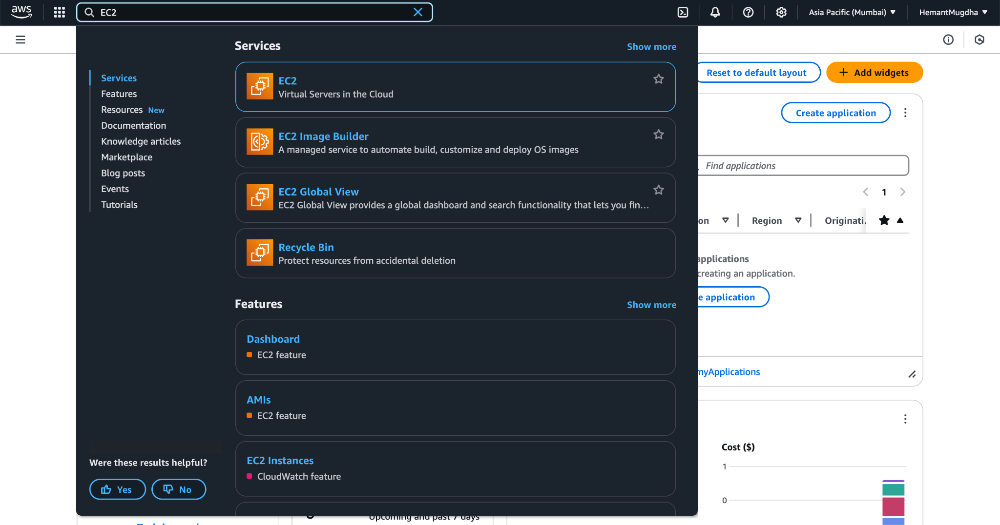 aws
EC2
Asia Pacific (Mumbai)
HemantMugdha
Services
Features
Resources New
Documentation
Knowledge articles
Marketplace
Blog posts
Events
Tutorials
Were these results helpful?
Yes
No
Services
Show more
EC2
Virtual Servers in the Cloud
EC2 Image Builder
A managed service to automate build, customize and deploy OS images
EC2 Global View
EC2 Global View provides a global dashboard and search functionality that lets you fin...
Recycle Bin
Protect resources from accidental deletion
Features
Show more
Dashboard
EC2 feature
AMIs
EC2 feature
EC2 Instances
CloudWatch feature
Reset to default layout
Add widgets
Create application
Find applications
1
on
Region
Originati.
applications
creating an application.
e application
myApplications
Cost ($)
1
0
Upcoming and past 7 days